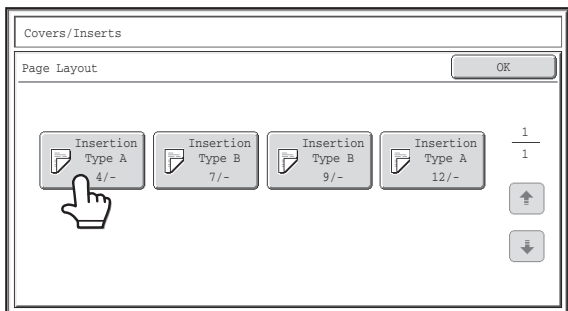 Covers/Inserts
Page Layout
OK
Insertion
Type A
4/-
Insertion
Type B
7/-
Insertion
Type B
9/-
Insertion
Type A
12/-
1
1